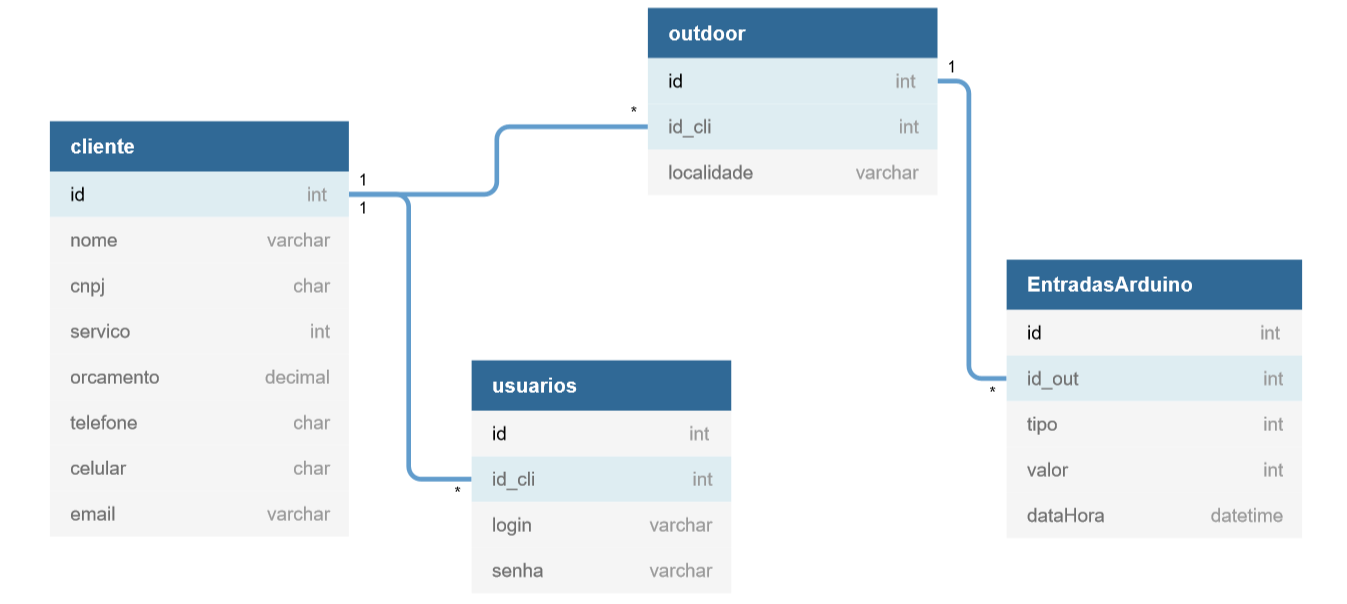 outdoor
id int
id_cli int
localidade varchar
1
*
cliente
id int
nome varchar
cnpj char
servico int
orcamento decimal
telefone char
celular char
email varchar
1
1
usuarios
id int
id_cli int
login varchar
senha varchar
*
EntradasArduino
id int
id_out int
tipo int
valor int
dataHora datetime
*